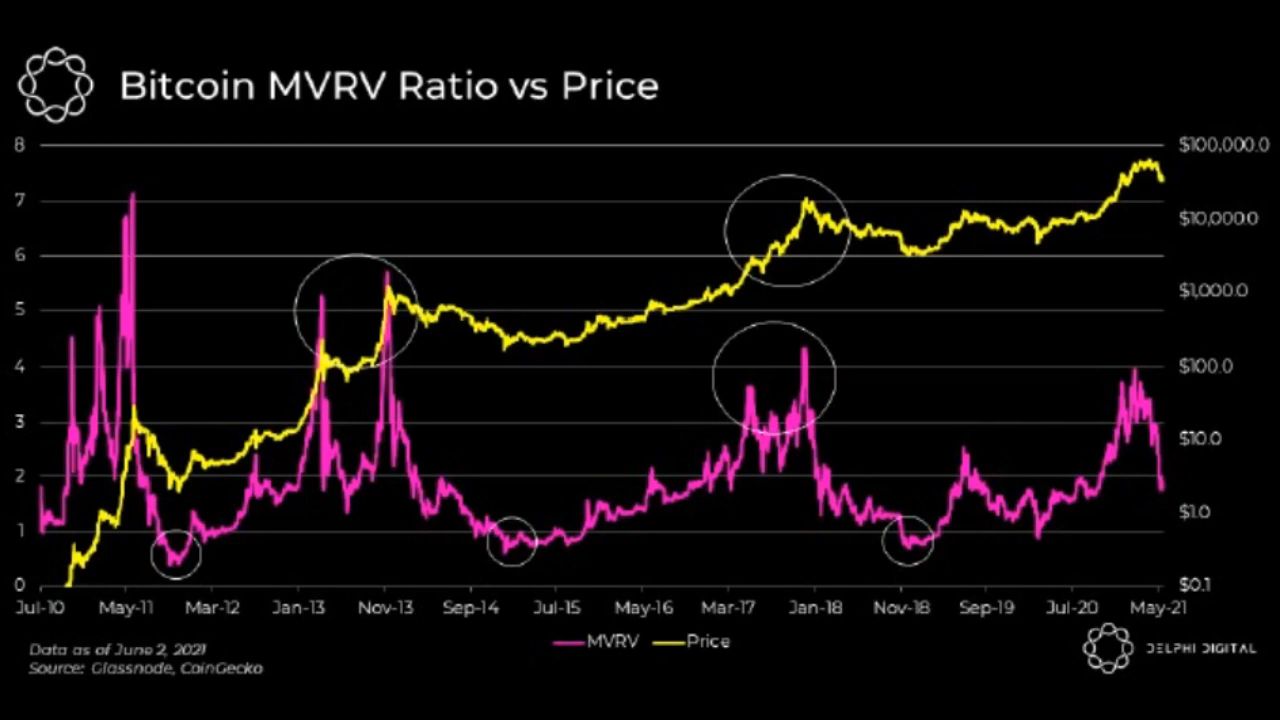 Bitcoin MVRV Ratio vs Price
8
7
6
5
4
3
2
1
0
$100,000.0
$10,000.0
$1,000.0
$100.0
$10.0
$1.0
$0.1
Jul-10 May-11 Mar-12 Jan-13 Nov-13 Sep-14 Jul-15 May-16 Mar-17 Jan-18 Nov-18 Sep-19 Jul-20 May-21
MVRV Price
Data as of June 2, 2021
Source: Glassnode, CoinGecko
DELPHI DIGITAL